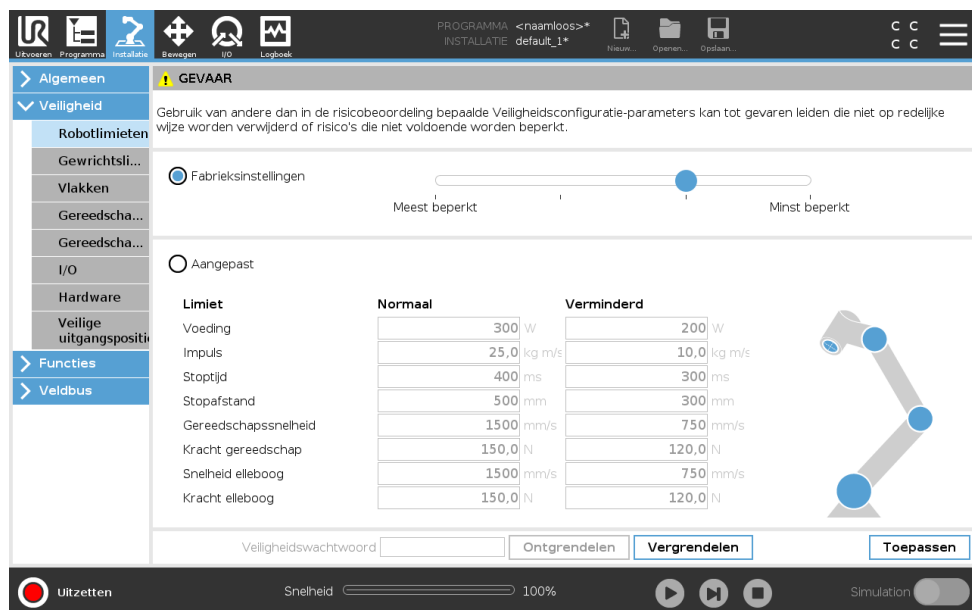 UR
PROGRAMMA <naamloos>*
INSTALLATIE default_1*
C C
C C
Uitvoeren Programma Installatie Bewegen I/O Logboek Nieuw... Openen... Opslaan...
Algemeen
Veiligheid
Robotlimieten
Gewrichtsli...
Vlakken
Gereedscha...
Gereedscha...
I/O
Hardware
Veilige
uitgangspositi
Functies
Veldbus
GEVAAR
Gebruik van andere dan in de risicobeoordeling bepaalde Veiligheidsconfiguratie-parameters kan tot gevaren leiden die niet op redelijke
wijze worden verwijderd of risico's die niet voldoende worden beperkt.
Fabrieksinstellingen
Meest beperkt Minst beperkt
Aangepast
Limiet Normaal Verminderd
Voeding 300 W 200 W
Impuls 25,0 kg m/s 10,0 kg m/s
Stoptijd 400 ms 300 ms
Stopafstand 500 mm 300 mm
Gereedschapssnelheid 1500 mm/s 750 mm/s
Kracht gereedschap 150,0 N 120,0 N
Snelheid elleboog 1500 mm/s 750 mm/s
Kracht elleboog 150,0 N 120,0 N
Veiligheidswachtwoord Ontgrendelen Vergrendelen Toepassen
Uitzetten Snelheid 100% Simulation